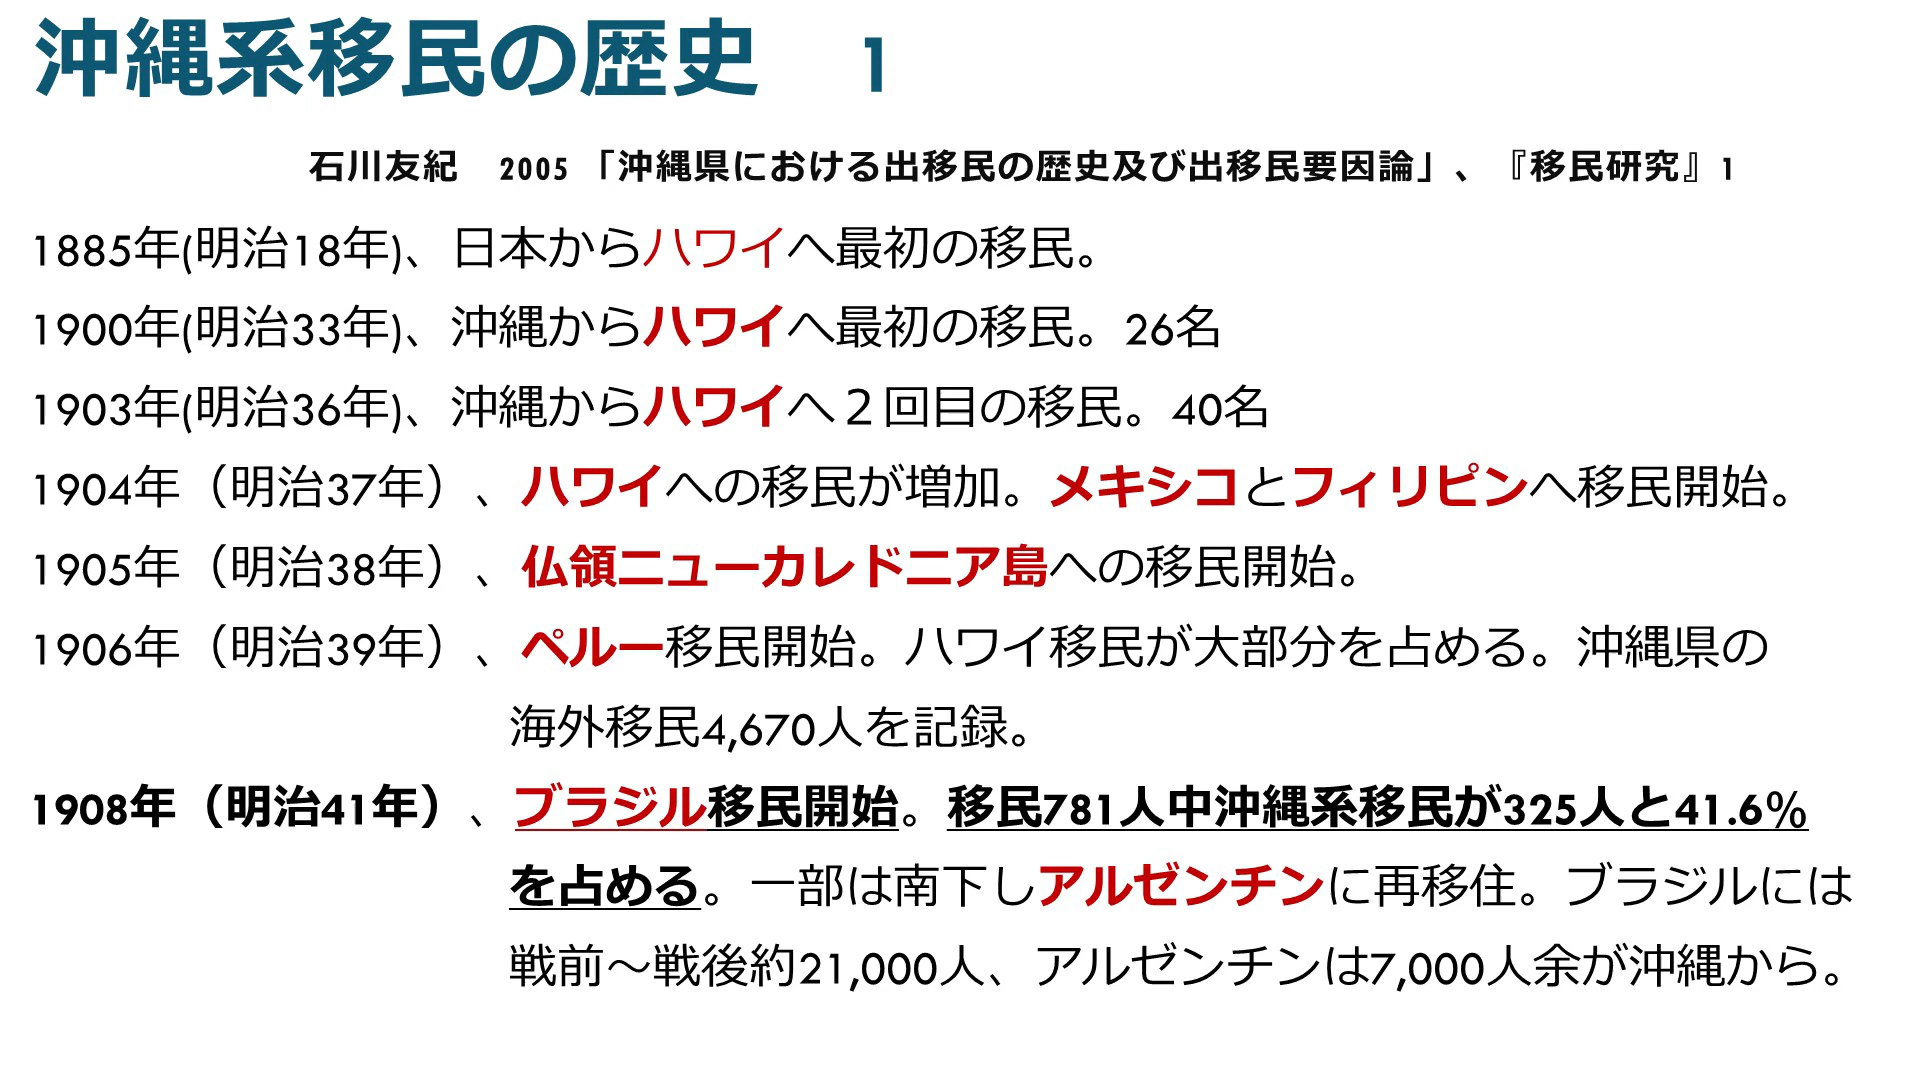 沖縄系移民の歴史　1
石川友紀　2005 「沖縄県における出移民の歴史及び出移民要因論」、『移民研究』1
1885年(明治18年)、日本からハワイへ最初の移民。
1900年(明治33年)、沖縄からハワイへ最初の移民。26名
1903年(明治36年)、沖縄からハワイへ２回目の移民。40名
1904年（明治37年）、ハワイへの移民が増加。メキシコとフィリピンへ移民開始。
1905年（明治38年）、仏領ニューカレドニア島への移民開始。
1906年（明治39年）、ペルー移民開始。ハワイ移民が大部分を占める。沖縄県の
海外移民4,670人を記録。
1908年（明治41年）、ブラジル移民開始。移民781人中沖縄系移民が325人と41.6%
を占める。一部は南下しアルゼンチンに再移住。ブラジルには
戦前～戦後約21,000人、アルゼンチンは7,000人余が沖縄から。